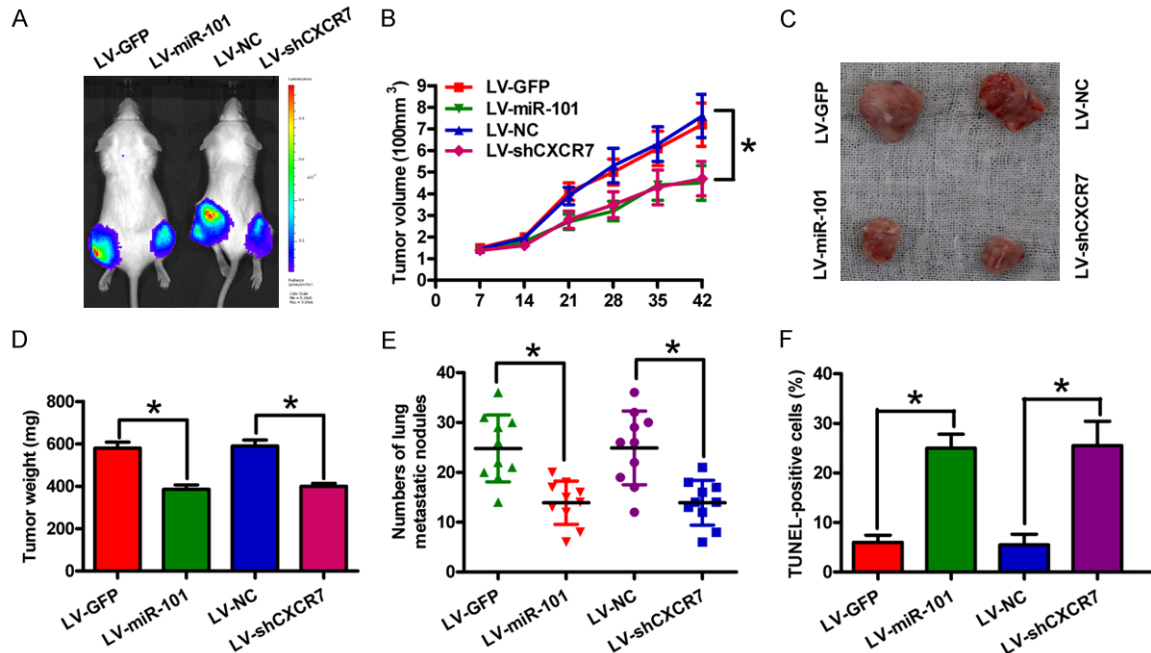 A
LV-GFP
LV-miR-101
LV-NC
LV-shCXCR7
Luminescence
B
Tumor volume (100mm³)
9
8
7
6
5
4
3
2
1
0
0 7 14 21 28 35 42
LV-GFP
LV-miR-101
LV-NC
LV-shCXCR7
*
C
LV-GFP
LV-NC
LV-miR-101
LV-shCXCR7
D
Tumor weight (mg)
800
600
400
200
0
*
*
LV-GFP
LV-miR-101
LV-NC
LV-shCXCR7
E
Numbers of lung
metastatic nodules
40
30
20
10
0
*
*
LV-GFP
LV-miR-101
LV-NC
LV-shCXCR7
F
TUNEL-positive cells (%)
40
30
20
10
0
*
*
LV-GFP
LV-miR-101
LV-NC
LV-shCXCR7